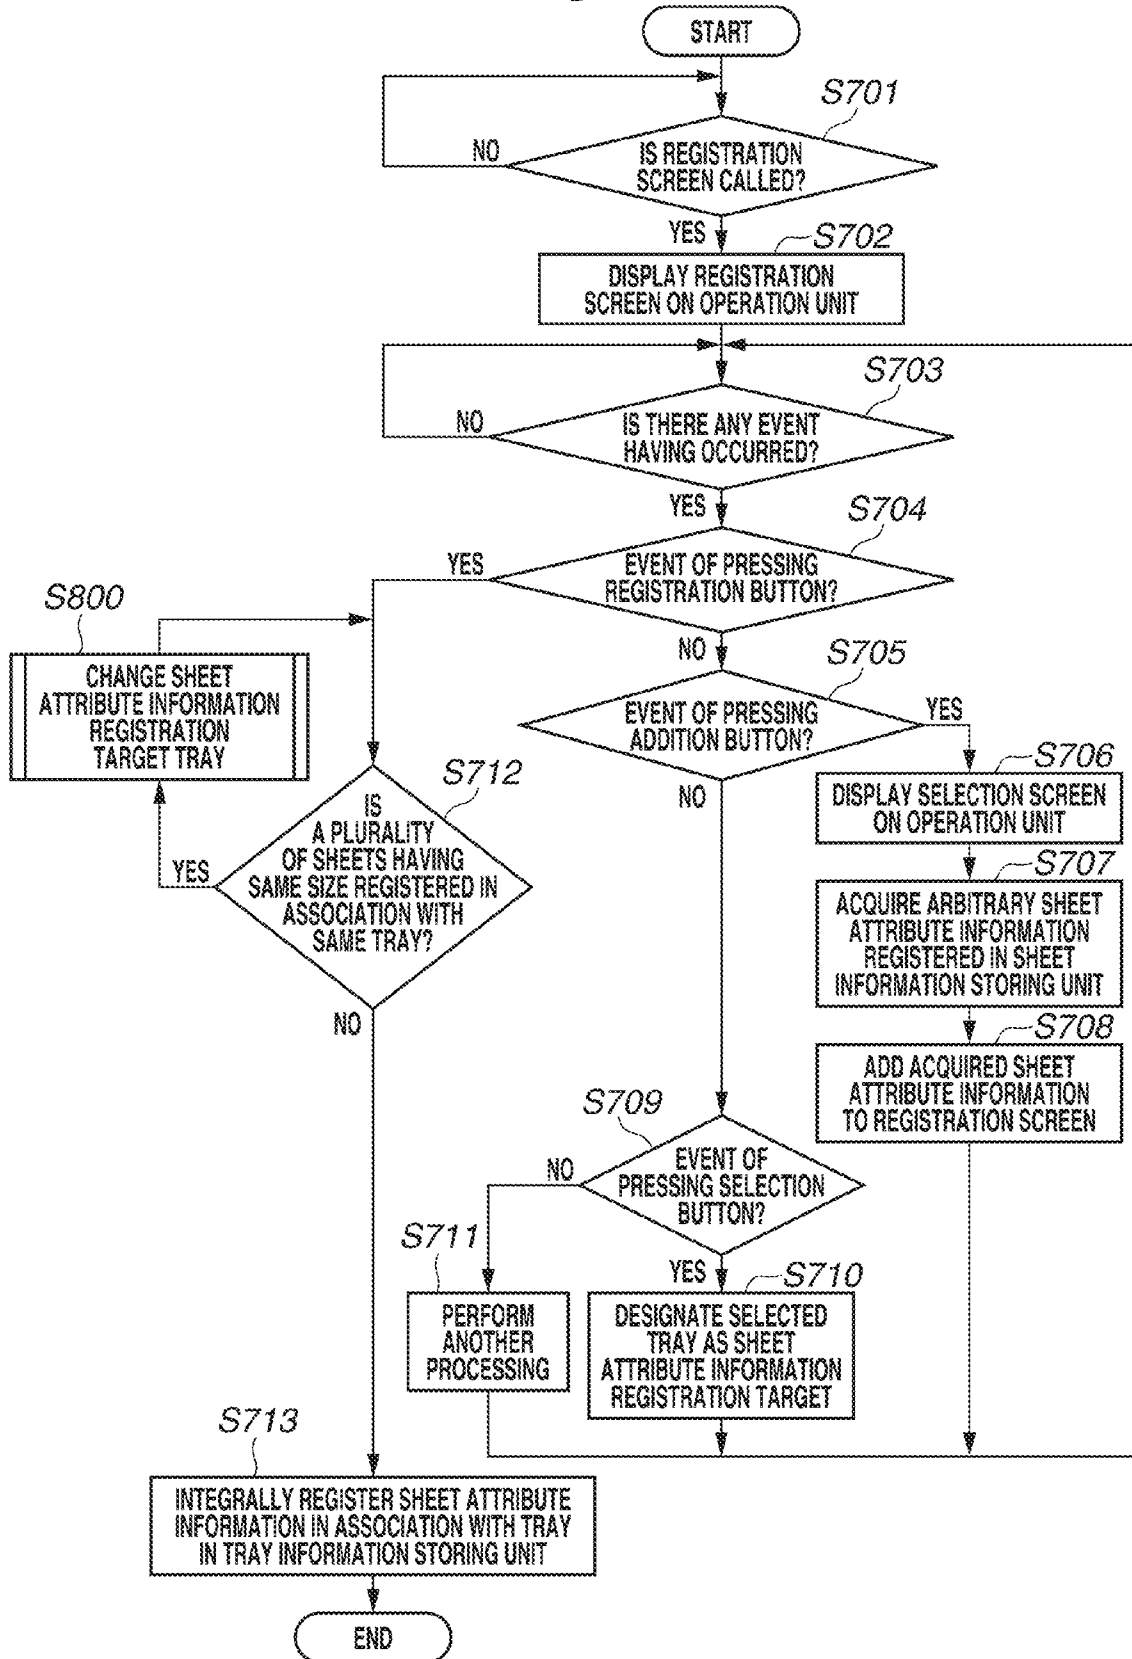 START
S701
IS REGISTRATION
SCREEN CALLED?
NO
YES
S702
DISPLAY REGISTRATION
SCREEN ON OPERATION UNIT
S703
IS THERE ANY EVENT
HAVING OCCURRED?
NO
YES
S704
EVENT OF PRESSING
REGISTRATION BUTTON?
YES
NO
S800
CHANGE SHEET
ATTRIBUTE INFORMATION
REGISTRATION
TARGET TRAY
S705
EVENT OF PRESSING
ADDITION BUTTON?
YES
NO
S706
DISPLAY SELECTION SCREEN
ON OPERATION UNIT
S712
IS
A PLURALITY
OF SHEETS HAVING
SAME SIZE REGISTERED IN
ASSOCIATION WITH
SAME TRAY?
YES
NO
S707
ACQUIRE ARBITRARY SHEET
ATTRIBUTE INFORMATION
REGISTERED IN SHEET
INFORMATION STORING UNIT
S708
ADD ACQUIRED SHEET
ATTRIBUTE INFORMATION
TO REGISTRATION SCREEN
S709
EVENT OF
PRESSING SELECTION
BUTTON?
NO
YES
S711
PERFORM
ANOTHER
PROCESSING
S710
DESIGNATE SELECTED
TRAY AS SHEET
ATTRIBUTE INFORMATION
REGISTRATION TARGET
S713
INTEGRALLY REGISTER SHEET ATTRIBUTE
INFORMATION IN ASSOCIATION WITH TRAY
IN TRAY INFORMATION STORING UNIT
END